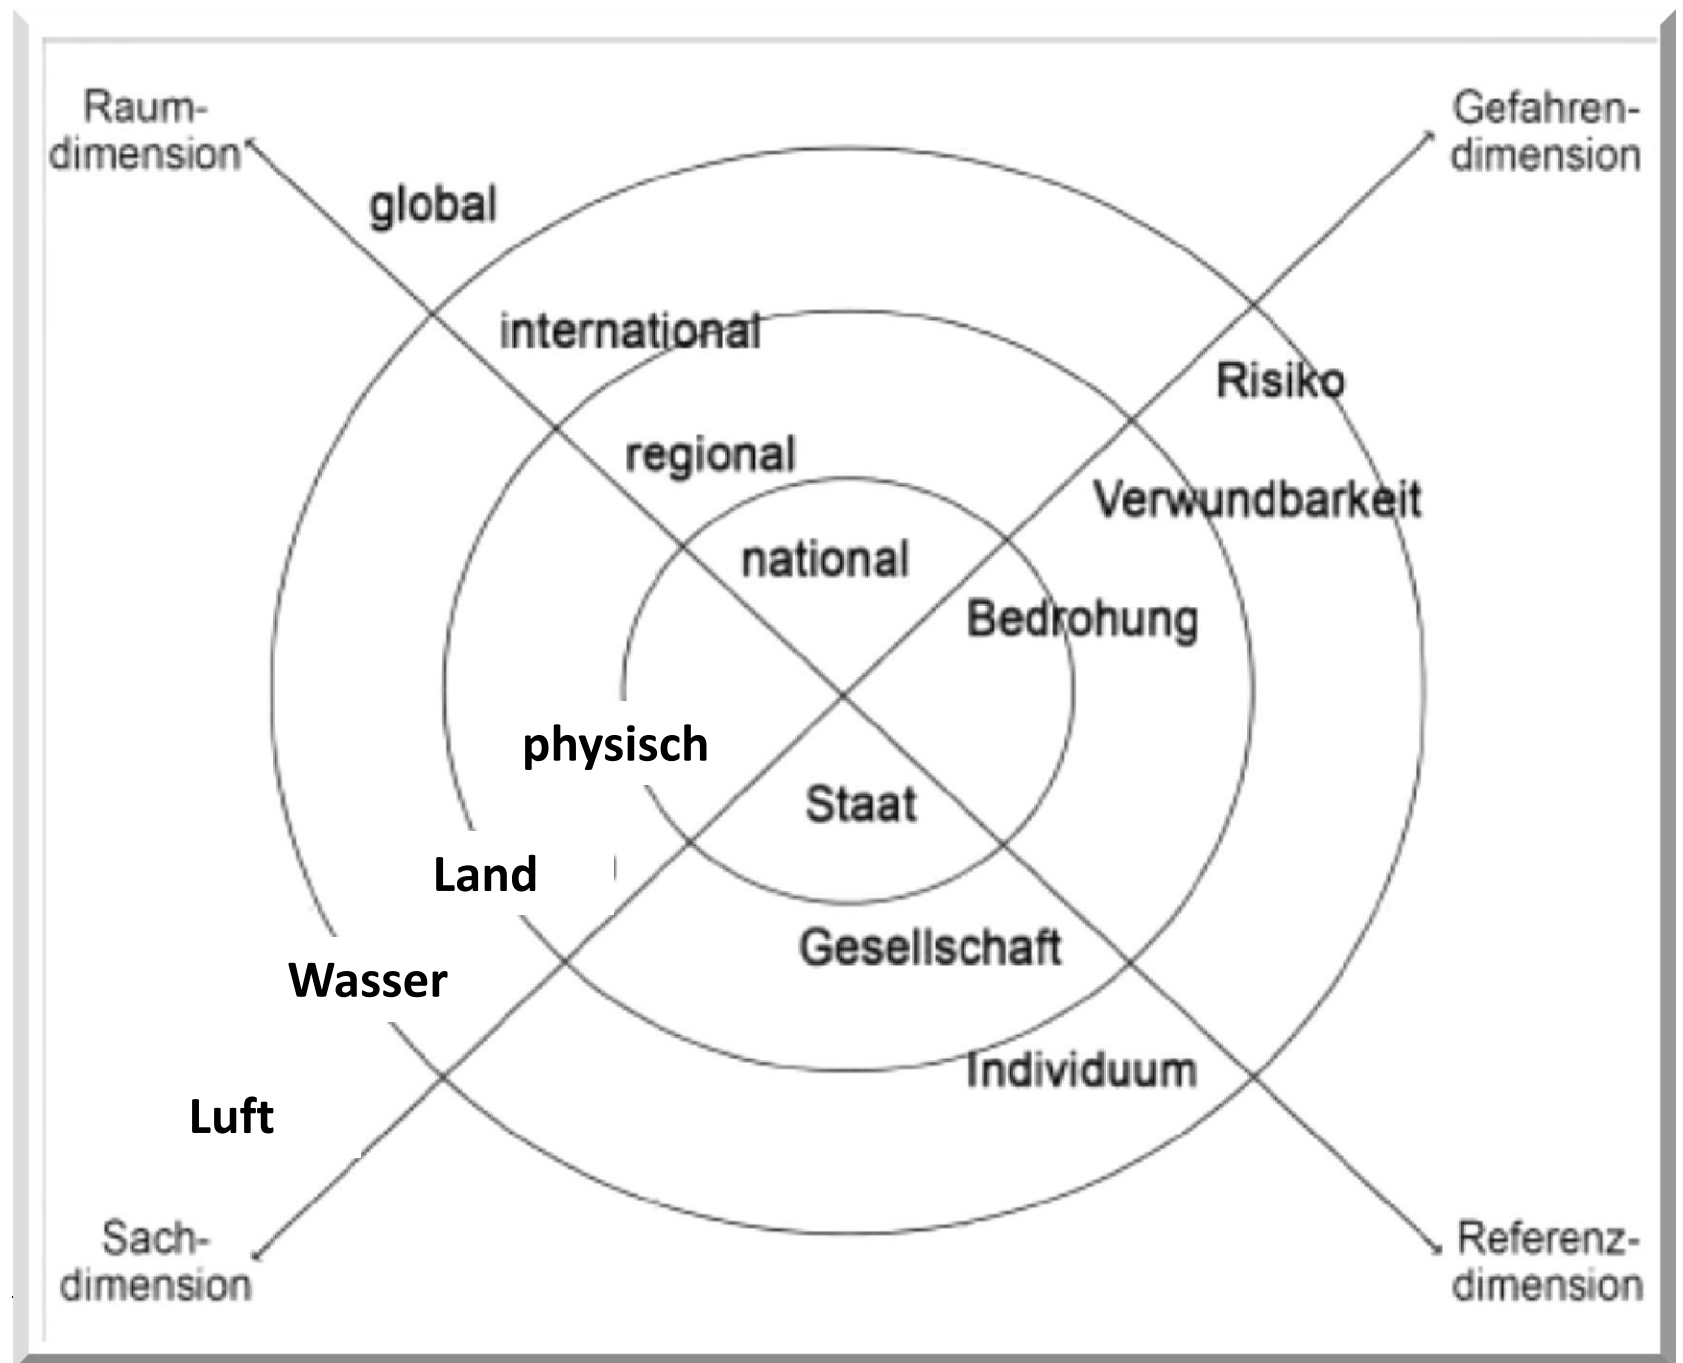 Raum-
dimension
Gefahren-
dimension
global
international
Risiko
regional
Verwundbarkeit
national
Bedrohung
physisch
Staat
Land
Gesellschaft
Wasser
Individuum
Luft
Sach-
dimension
Referenz-
dimension